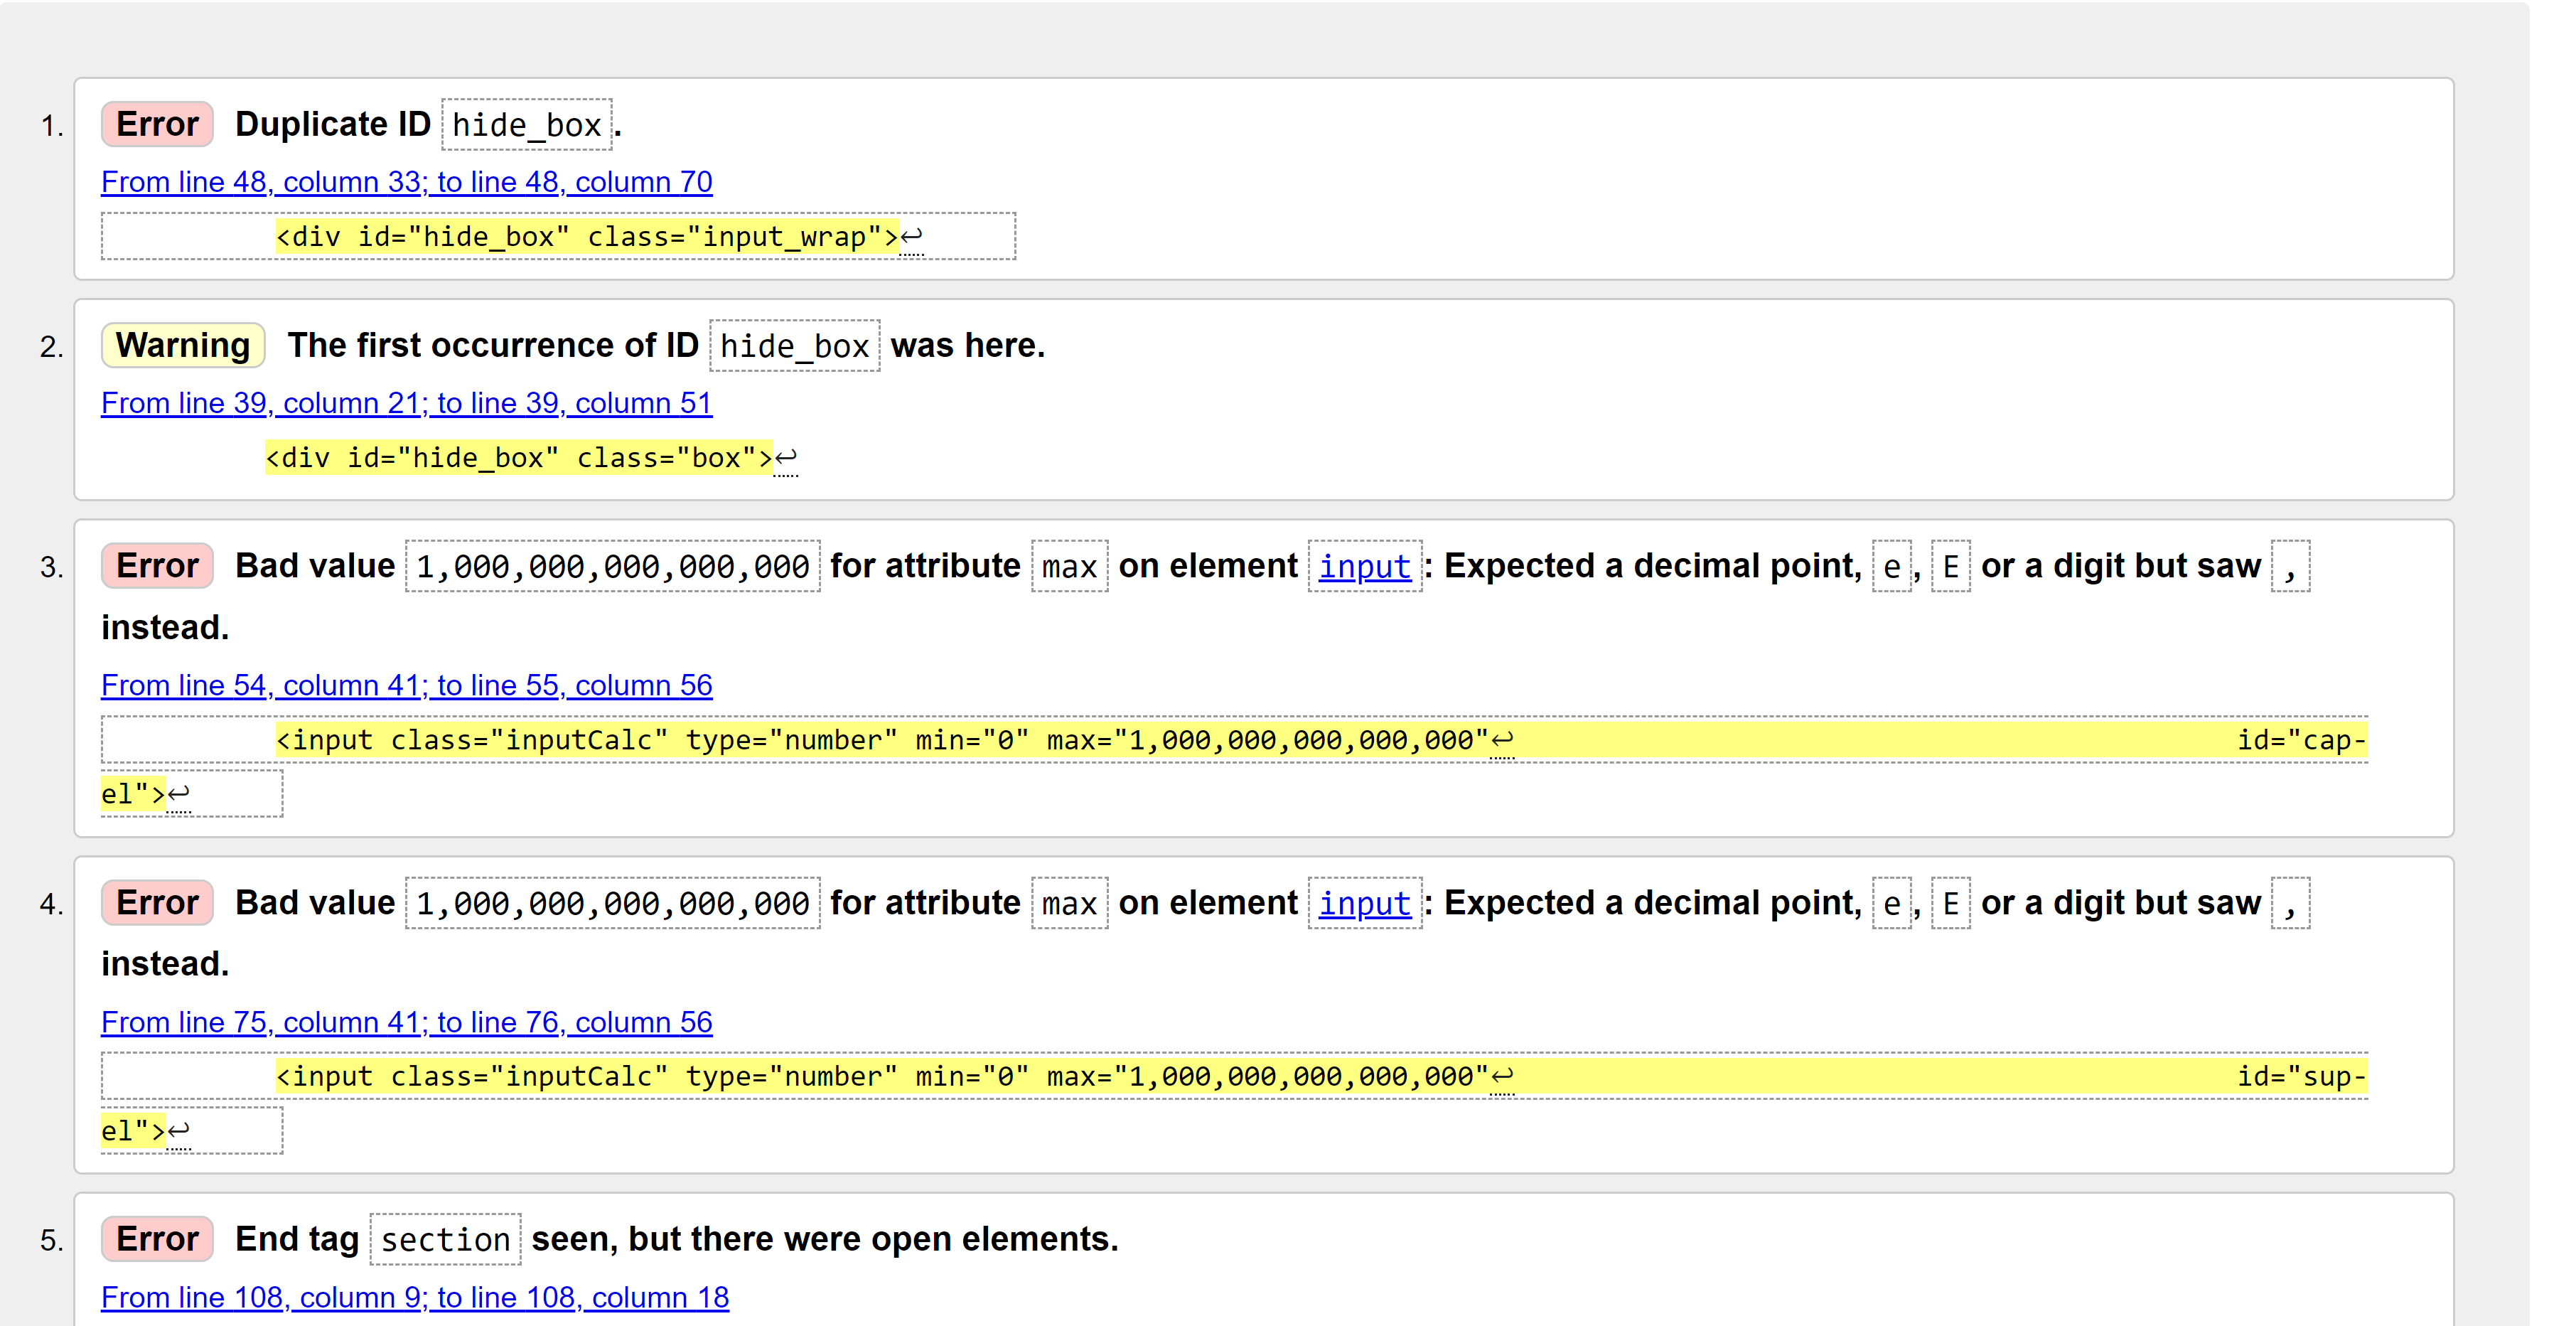 1. Error Duplicate ID hide_box.
From line 48, column 33; to line 48, column 70
<div id="hide_box" class="input_wrap">↩
2. Warning The first occurrence of ID hide_box was here.
From line 39, column 21; to line 39, column 51
<div id="hide_box" class="box">↩
3. Error Bad value 1,000,000,000,000,000 for attribute max on element input: Expected a decimal point, e, E or a digit but saw ,
instead.
From line 54, column 41; to line 55, column 56
<input class="inputCalc" type="number" min="0" max="1,000,000,000,000,000"↩ id="cap-
el">↩
4. Error Bad value 1,000,000,000,000,000 for attribute max on element input: Expected a decimal point, e, E or a digit but saw ,
instead.
From line 75, column 41; to line 76, column 56
<input class="inputCalc" type="number" min="0" max="1,000,000,000,000,000"↩ id="sup-
el">↩
5. Error End tag section seen, but there were open elements.
From line 108, column 9; to line 108, column 18